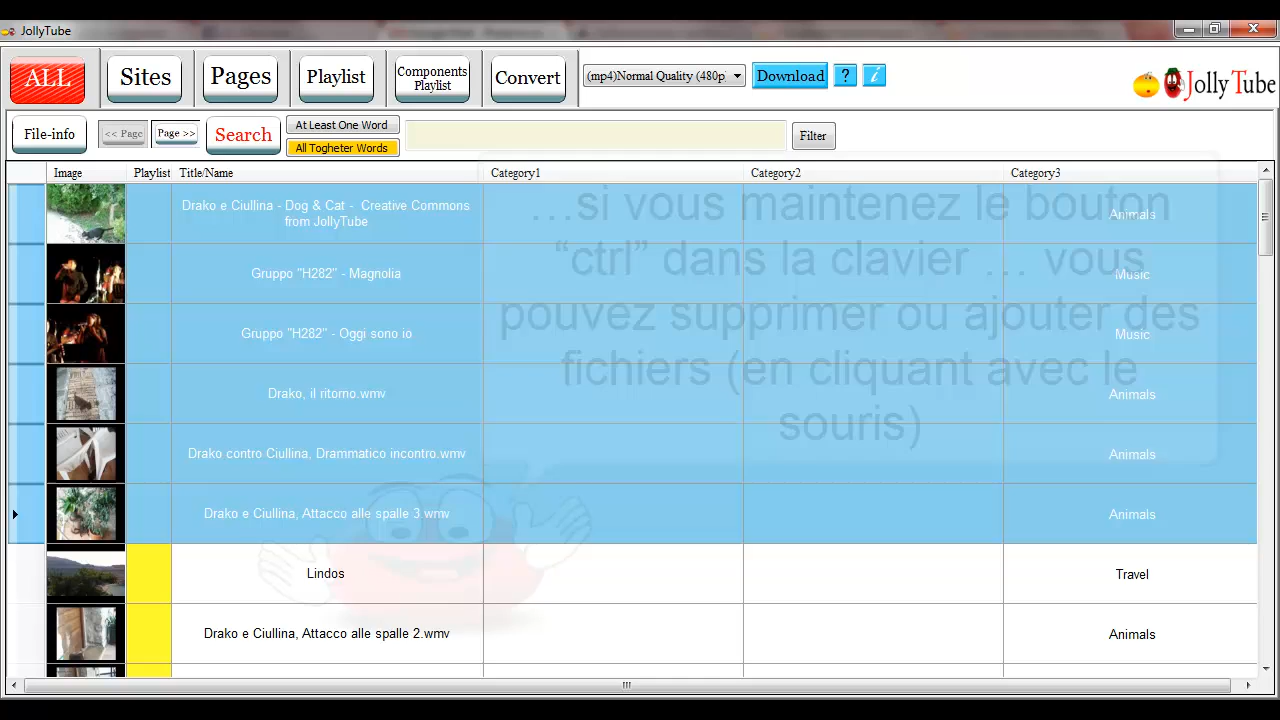 JollyTube
ALL
Sites
Pages
Playlist
Components
Playlist
Convert
(mp4)Normal Quality (480p)
Download
?
i
Jolly Tube
File-info
<< Page
Page >>
Search
At Least One Word
All Togheter Words
Filter
Image Playlist Title/Name Category1 Category2 Category3
Drako e Ciullina - Dog & Cat - Creative Commons
from JollyTube
Animals
Gruppo "H282" - Magnolia
Music
Gruppo "H282" - Oggi sono io
Music
Drako, il ritorno.wmv
Animals
Drako contro Ciullina, Drammatico incontro.wmv
Animals
Drako e Ciullina, Attacco alle spalle 3.wmv
Animals
Lindos
Travel
Drako e Ciullina, Attacco alle spalle 2.wmv
Animals
…si vous maintenez le bouton
“ctrl” dans la clavier … vous
pouvez supprimer ou ajouter des
fichiers (en cliquant avec le
souris)